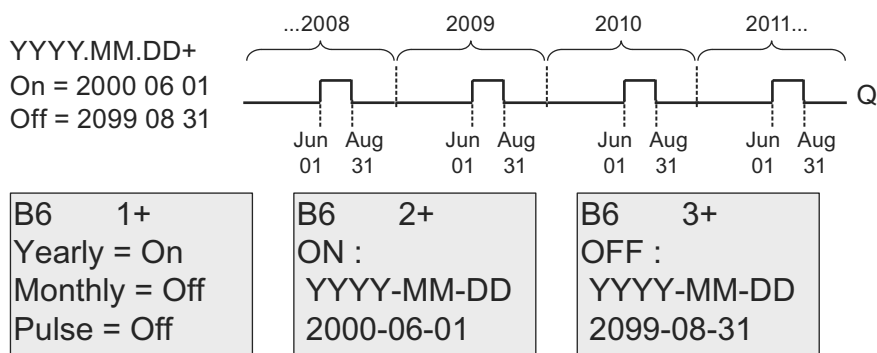 ...2008 2009 2010 2011...
YYYY.MM.DD+
On = 2000 06 01
Off = 2099 08 31
Q
Jun Aug Jun Aug Jun Aug Jun Aug
01 31 01 31 01 31 01 31
B6 1+
Yearly = On
Monthly = Off
Pulse = Off
B6 2+
ON :
YYYY-MM-DD
2000-06-01
B6 3+
OFF :
YYYY-MM-DD
2099-08-31